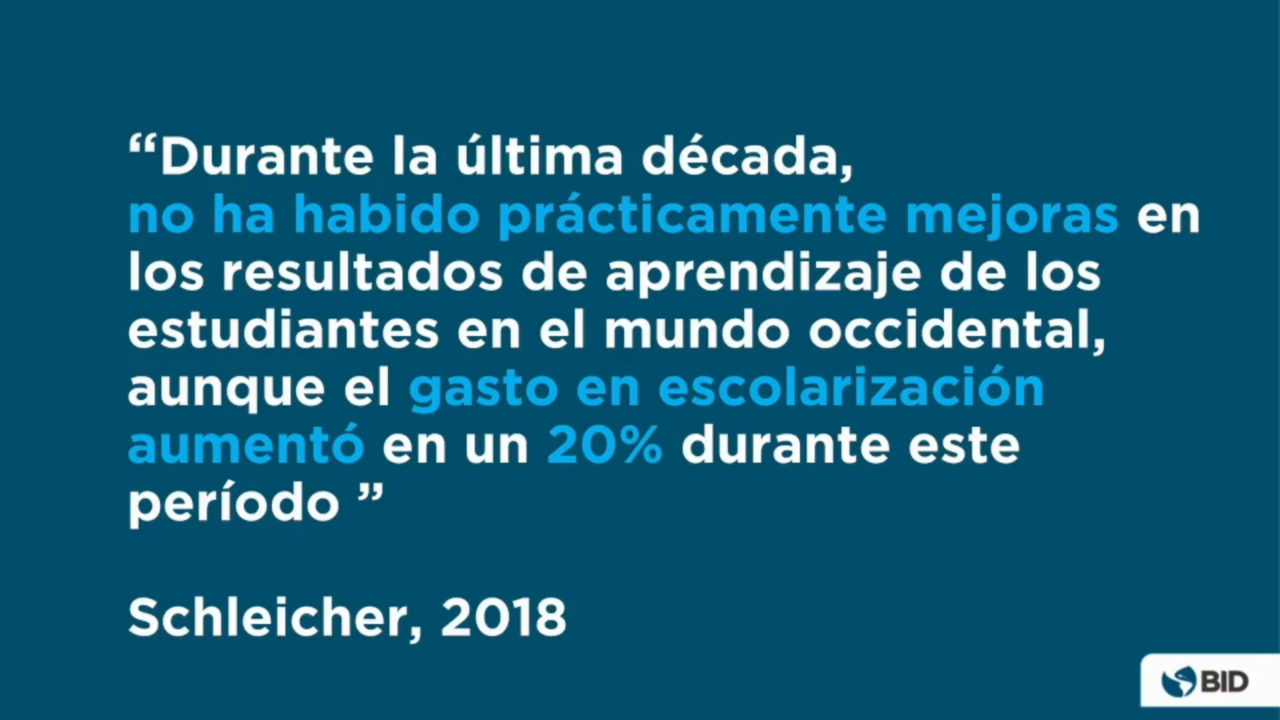 “Durante la última década,
no ha habido prácticamente mejoras en
los resultados de aprendizaje de los
estudiantes en el mundo occidental,
aunque el gasto en escolarización
aumentó en un 20% durante este
período ”
Schleicher, 2018
BID